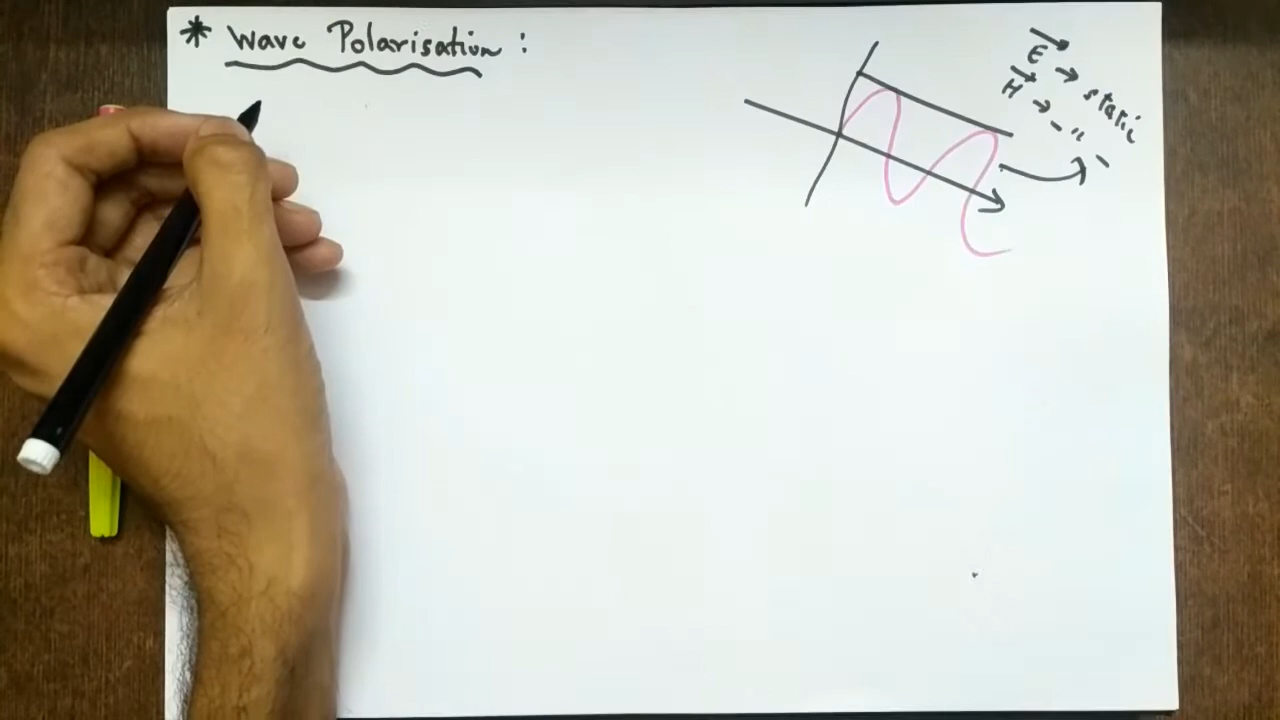 * Wave Polarisation :
E → static
H → - " -